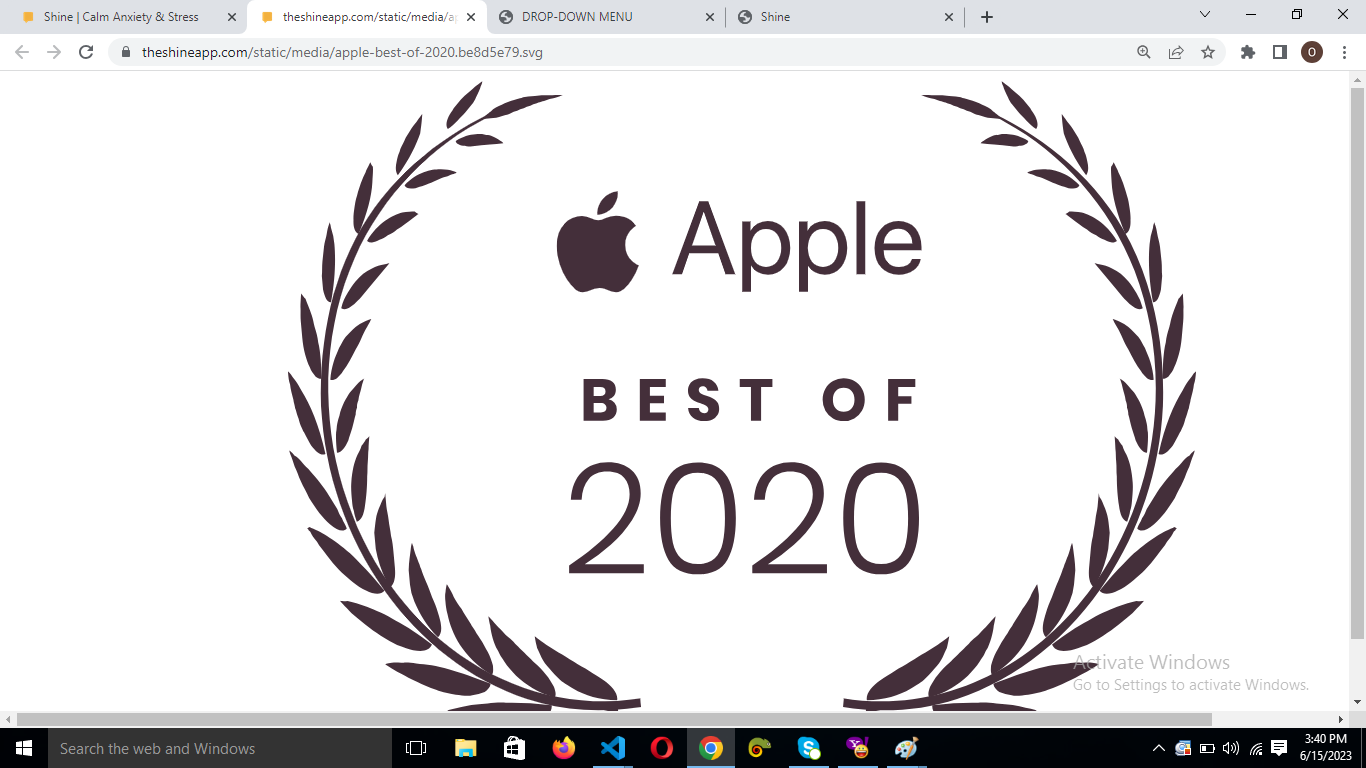 Shine | Calm Anxiety & Stress
theshineapp.com/static/media/ap
DROP-DOWN MENU
Shine
theshineapp.com/static/media/apple-best-of-2020.be8d5e79.svg
O
Apple
BEST OF
2020
Activate Windows
Go to Settings to activate Windows.
Search the web and Windows
3:40 PM
6/15/2023